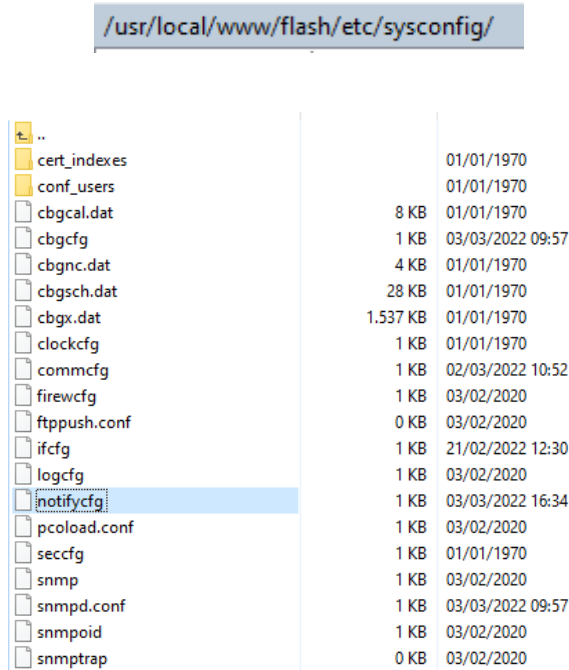 /usr/local/www/flash/etc/sysconfig/
..
cert_indexes 01/01/1970
conf_users 01/01/1970
cbgcal.dat 8 KB 01/01/1970
cbgcfg 1 KB 03/03/2022 09:57
cbgnc.dat 4 KB 01/01/1970
cbgsch.dat 28 KB 01/01/1970
cbgx.dat 1.537 KB 01/01/1970
clockcfg 1 KB 01/01/1970
commcfg 1 KB 02/03/2022 10:52
firewcfg 1 KB 03/02/2020
ftppush.conf 0 KB 03/02/2020
ifcfg 1 KB 21/02/2022 12:30
logcfg 1 KB 03/02/2020
notifycfg 1 KB 03/03/2022 16:34
pcoload.conf 1 KB 03/02/2020
seccfg 1 KB 01/01/1970
snmp 1 KB 03/02/2020
snmpd.conf 1 KB 03/03/2022 09:57
snmpoid 1 KB 03/02/2020
snmptrap 0 KB 03/02/2020